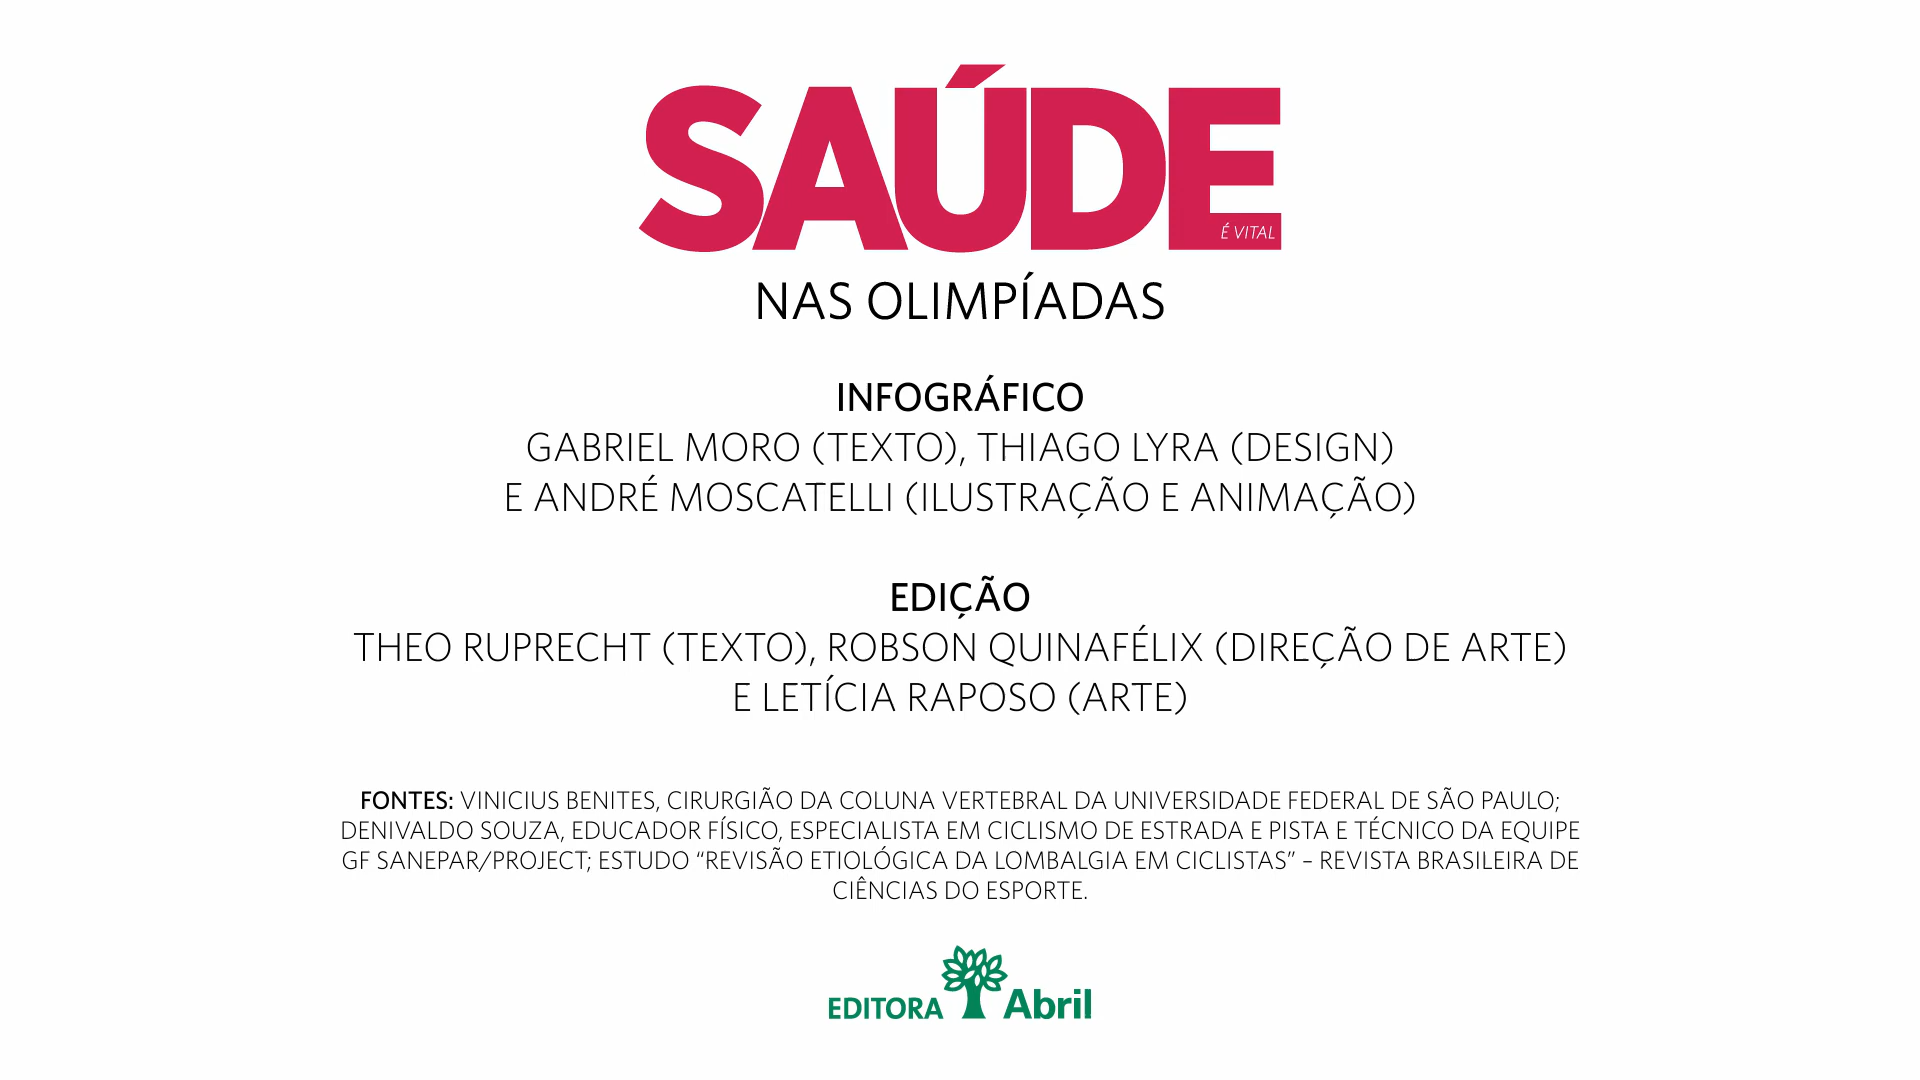 SAÚDE
É VITAL
NAS OLIMPÍADAS
INFOGRÁFICO
GABRIEL MORO (TEXTO), THIAGO LYRA (DESIGN)
E ANDRÉ MOSCATELLI (ILUSTRAÇÃO E ANIMAÇÃO)
EDIÇÃO
THEO RUPRECHT (TEXTO), ROBSON QUINAFÉLIX (DIREÇÃO DE ARTE)
E LETÍCIA RAPOSO (ARTE)
FONTES: VINICIUS BENITES, CIRURGIÃO DA COLUNA VERTEBRAL DA UNIVERSIDADE FEDERAL DE SÃO PAULO;
DENIVALDO SOUZA, EDUCADOR FÍSICO, ESPECIALISTA EM CICLISMO DE ESTRADA E PISTA E TÉCNICO DA EQUIPE
GF SANEPAR/PROJECT; ESTUDO “REVISÃO ETIOLÓGICA DA LOMBALGIA EM CICLISTAS” – REVISTA BRASILEIRA DE
CIÊNCIAS DO ESPORTE.
EDITORA Abril